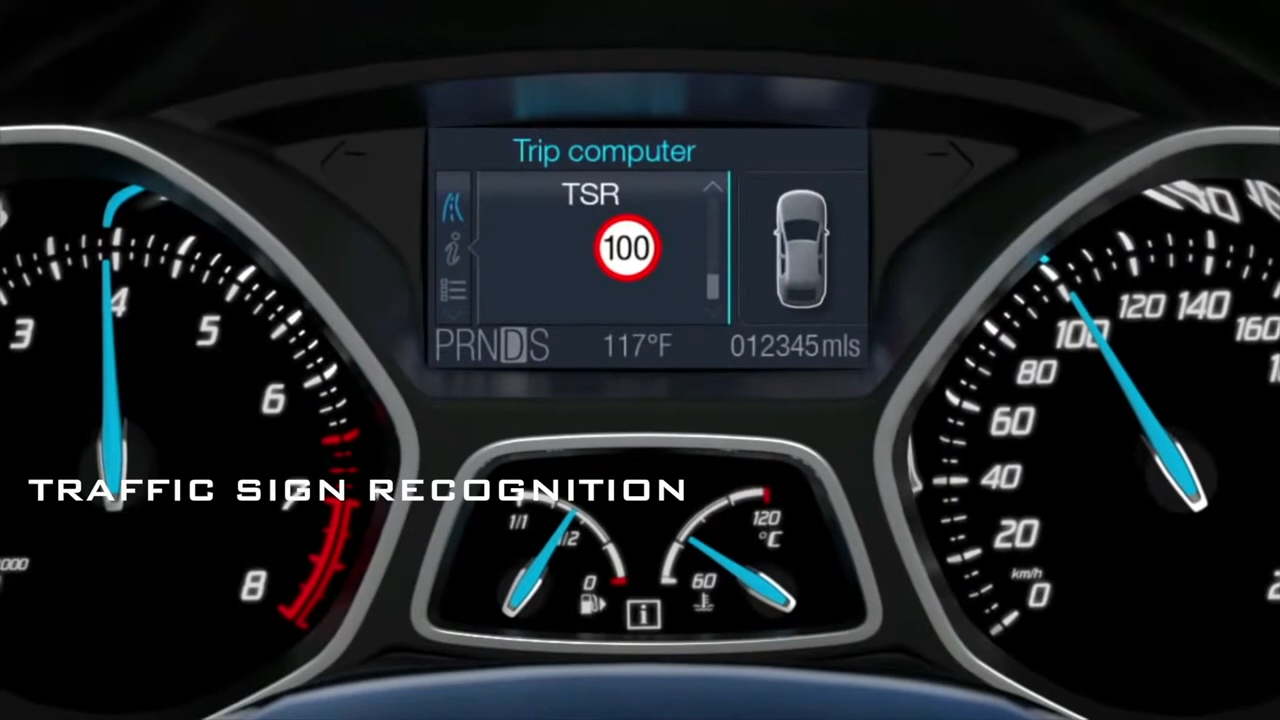 Trip computer
TSR
100
PRNDS 117°F 012345mls
3 4 5 6 7 8
TRAFFIC SIGN RECOGNITION
1/1 1/2 0
60 120 °C
i
0 20 40 60 80 100 120 140 160
km/h